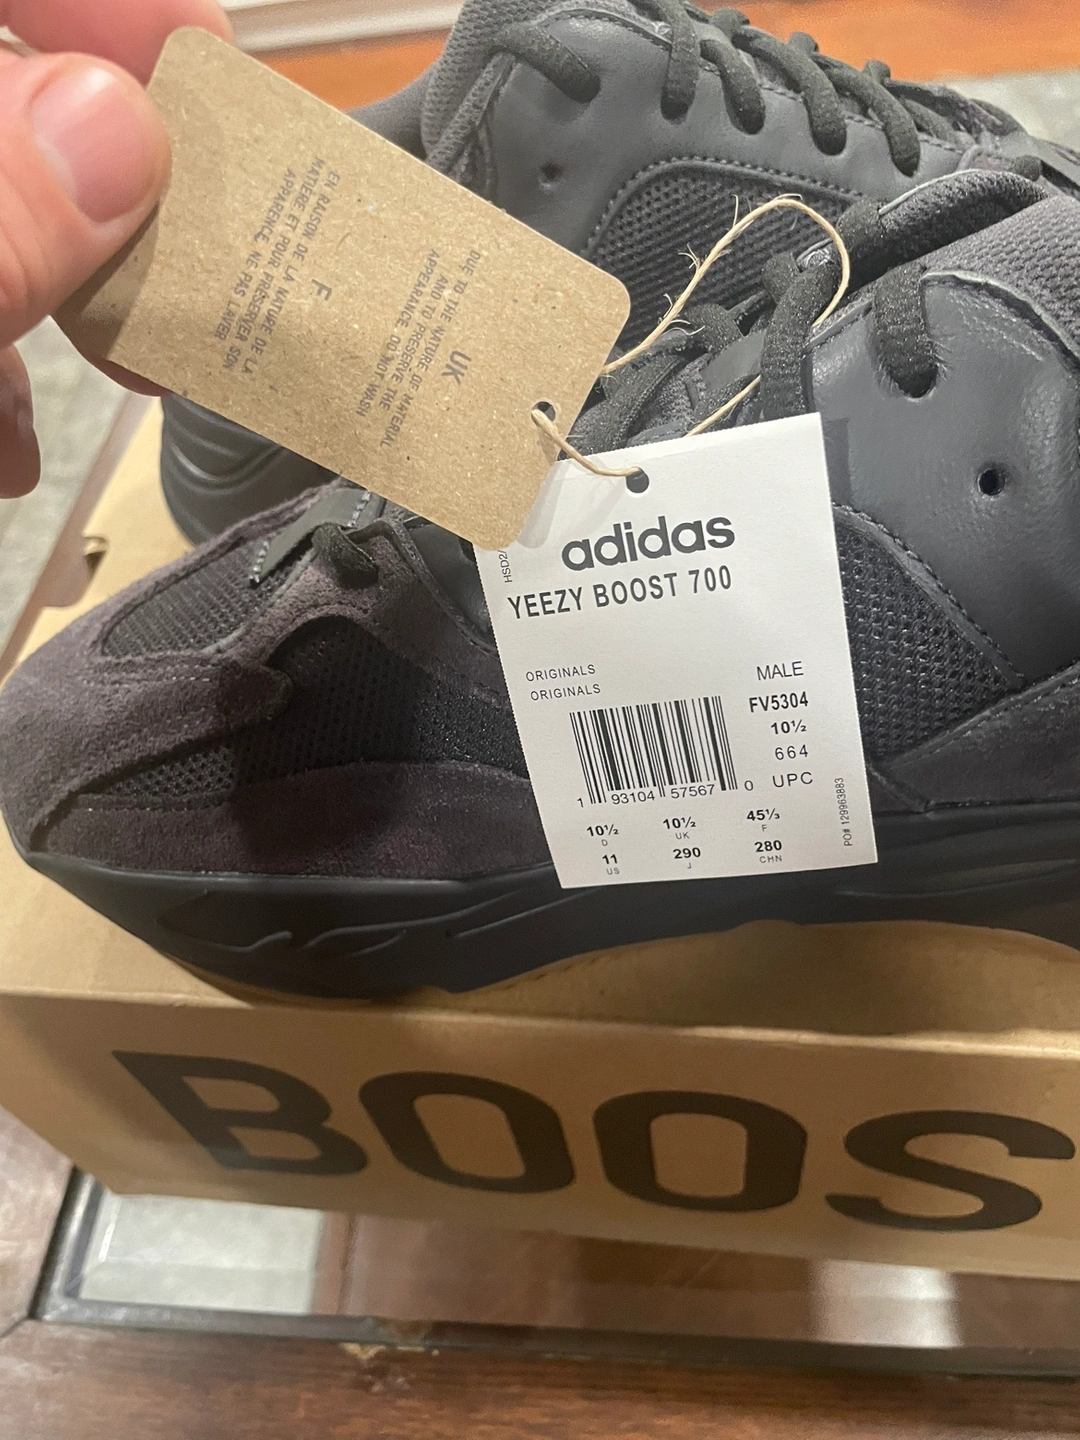 EN RAISON DE LA NATURE DE LA
MATIÈRE ET POUR PRÉSERVER SON
APPARENCE, NE PAS LAVER
F
DUE TO THE NATURE OF MATERIAL
AND TO PRESERVE THE
APPEARANCE, DO NOT WASH
UK
adidas
YEEZY BOOST 700
ORIGINALS
ORIGINALS
MALE
FV5304
10½
664
UPC
1 93104 57567 0
10½ 10½ 45⅓
D UK F
11 290 280
US J CHN
PO# 129963883
BOOS